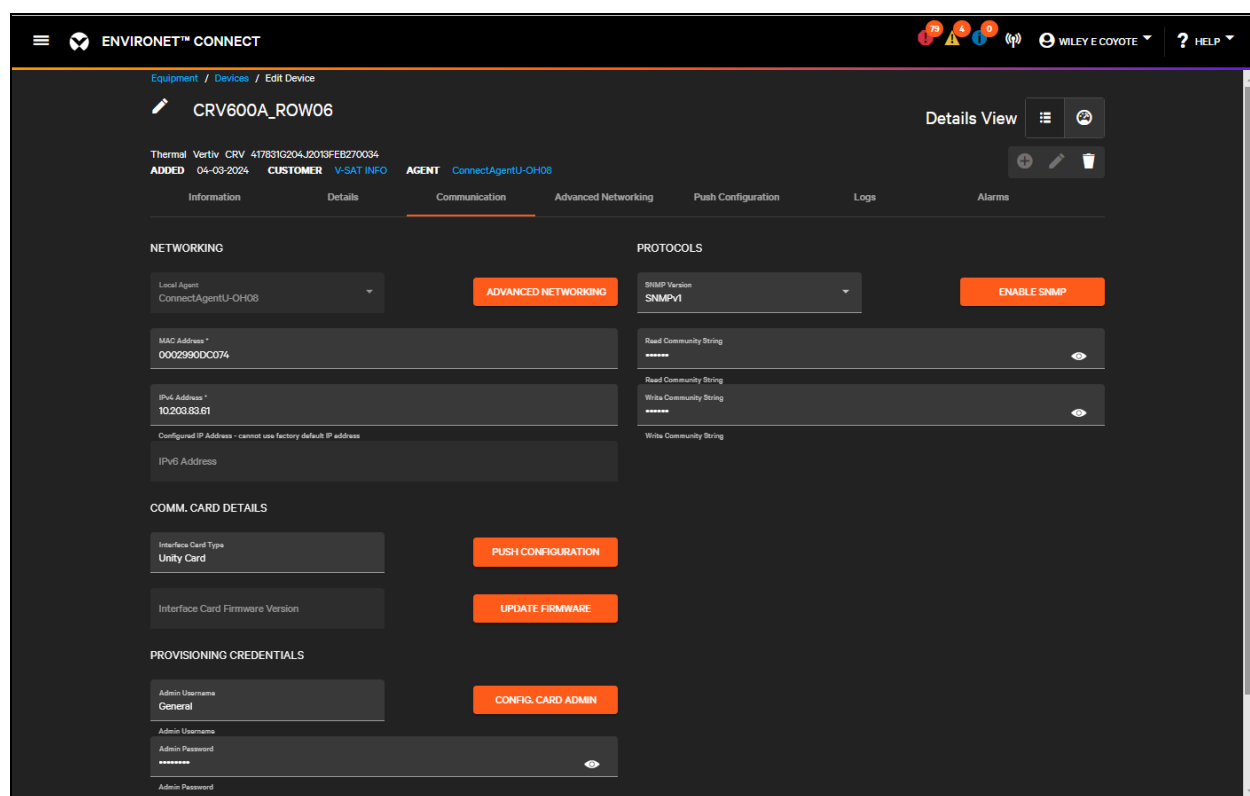 ENVIRONET™ CONNECT
79 4 0 WILEY E COYOTE ? HELP
Equipment / Devices / Edit Device
CRV600A_ROW06
Details View
Thermal Vertiv CRV 417831G204J2013FEB270034
ADDED 04-03-2024 CUSTOMER V-SAT INFO AGENT ConnectAgentU-OH08
Information Details Communication Advanced Networking Push Configuration Logs Alarms
NETWORKING
Local Agent
ConnectAgentU-OH08
ADVANCED NETWORKING
MAC Address *
0002990DC074
IPv4 Address *
10.203.83.61
Configured IP Address - cannot use factory default IP address
IPv6 Address
COMM. CARD DETAILS
Interface Card Type
Unity Card
PUSH CONFIGURATION
Interface Card Firmware Version
UPDATE FIRMWARE
PROVISIONING CREDENTIALS
Admin Username
General
CONFIG. CARD ADMIN
Admin Username
Admin Password
••••••••
Admin Password
PROTOCOLS
SNMP Version
SNMPv1
ENABLE SNMP
Read Community String
••••••
Read Community String
Write Community String
••••••
Write Community String